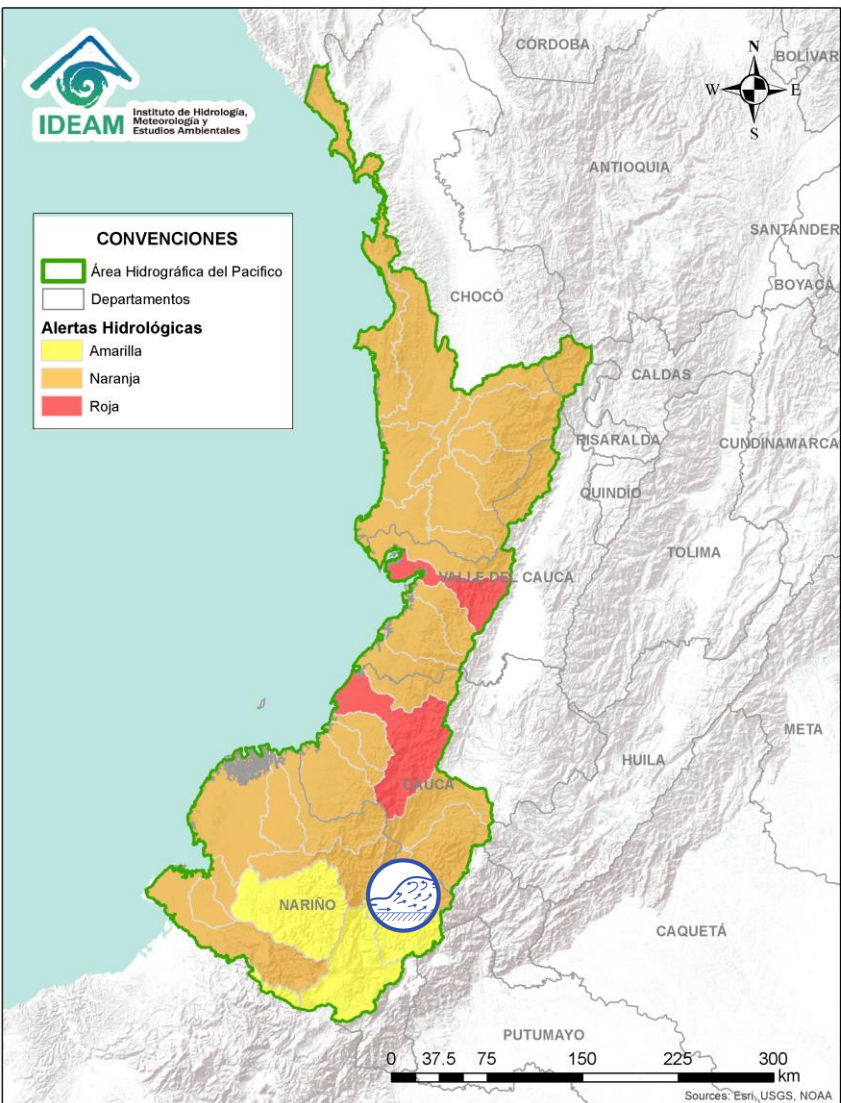 IDEAM
Instituto de Hidrología,
Meteorología y
Estudios Ambientales
CÓRDOBA
BOLÍVAR
N
W
E
S
ANTIOQUIA
SANTANDER
BOYACÁ
CONVENCIONES
Área Hidrográfica del Pacifico
Departamentos
Alertas Hidrológicas
Amarilla
Naranja
Roja
CHOCÓ
CALDAS
RISARALDA
CUNDINAMARCA
QUINDÍO
TOLIMA
VALLE DEL CAUCA
META
HUILA
CAUCA
NARIÑO
CAQUETÁ
PUTUMAYO
0 37.5 75 150 225 300
km
Sources: Esri, USGS, NOAA